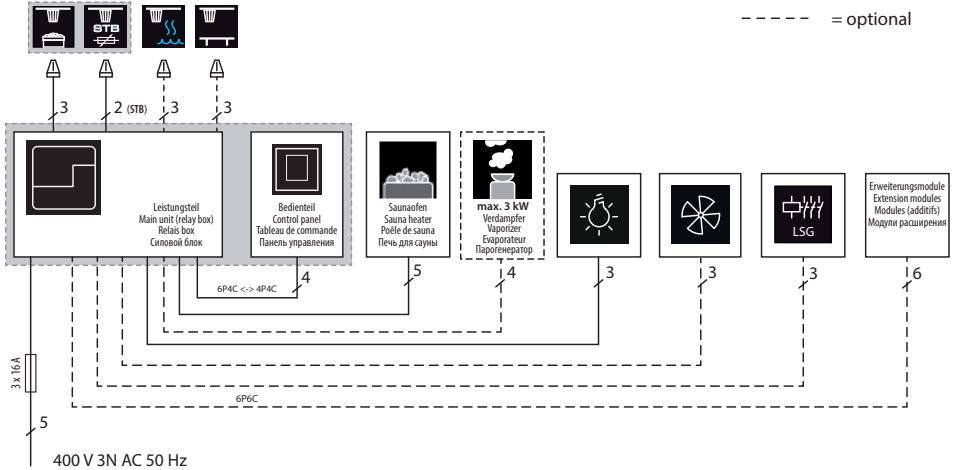 = optional
STB
3
2 (STB)
3
3
Leistungsteil
Main unit (relay box)
Relais box
Силовой блок
Bedienteil
Control panel
Tableau de commande
Панель управления
Saunaofen
Sauna heater
Poêle de sauna
Печь для сауны
max. 3 kW
Verdampfer
Vaporizer
Evaporateur
Парогенератор
LSG
Erweiterungsmodule
Extension modules
Modules (additifs)
Модули расширения
4
5
4
3
3
3
6
6P4C <-> 4P4C
3 x 16 A
6P6C
5
400 V 3N AC 50 Hz